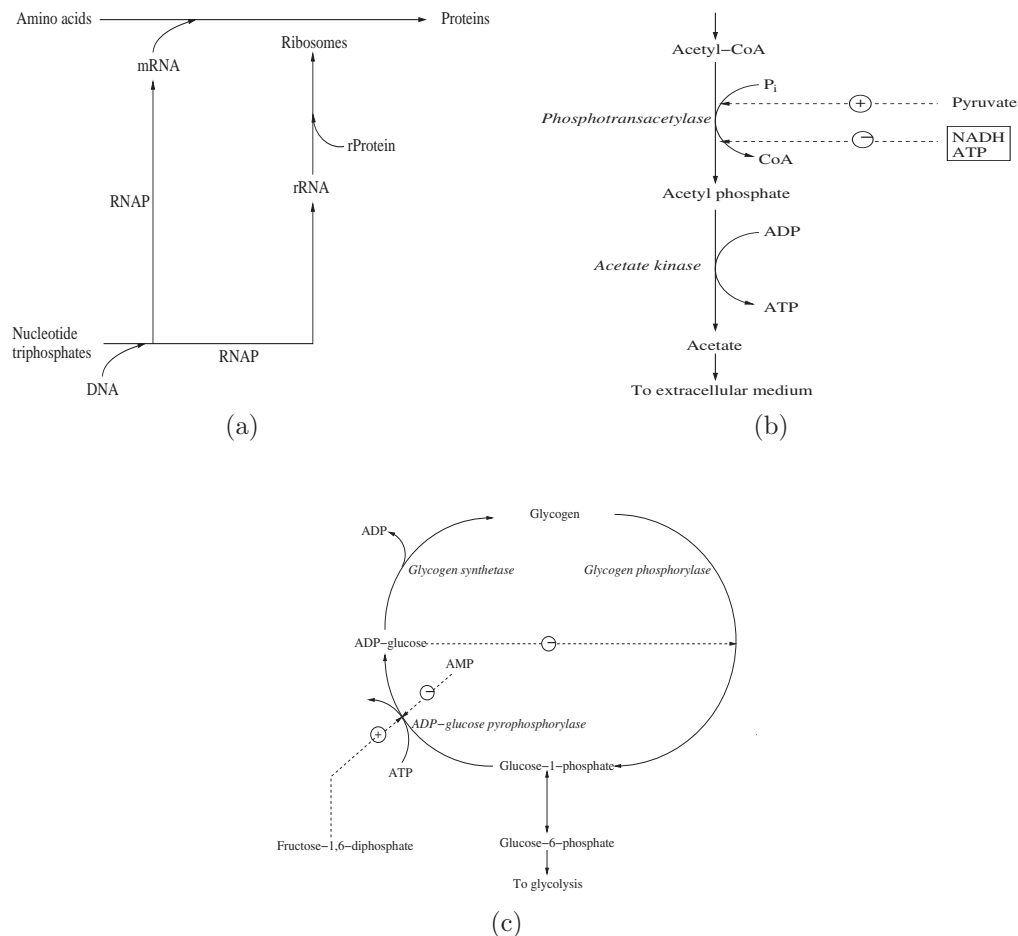 Amino acids
Proteins
Ribosomes
mRNA
rProtein
rRNA
RNAP
Nucleotide
triphosphates
RNAP
DNA
(a)
Acetyl-CoA
Pi
Phosphotransacetylase
+
Pyruvate
−
NADH
ATP
CoA
Acetyl phosphate
ADP
Acetate kinase
ATP
Acetate
To extracellular medium
(b)
Glycogen
ADP
Glycogen synthetase
Glycogen phosphorylase
ADP-glucose
−
AMP
−
ADP-glucose pyrophosphorylase
+
ATP
Glucose-1-phosphate
Fructose-1,6-diphosphate
Glucose-6-phosphate
To glycolysis
(c)